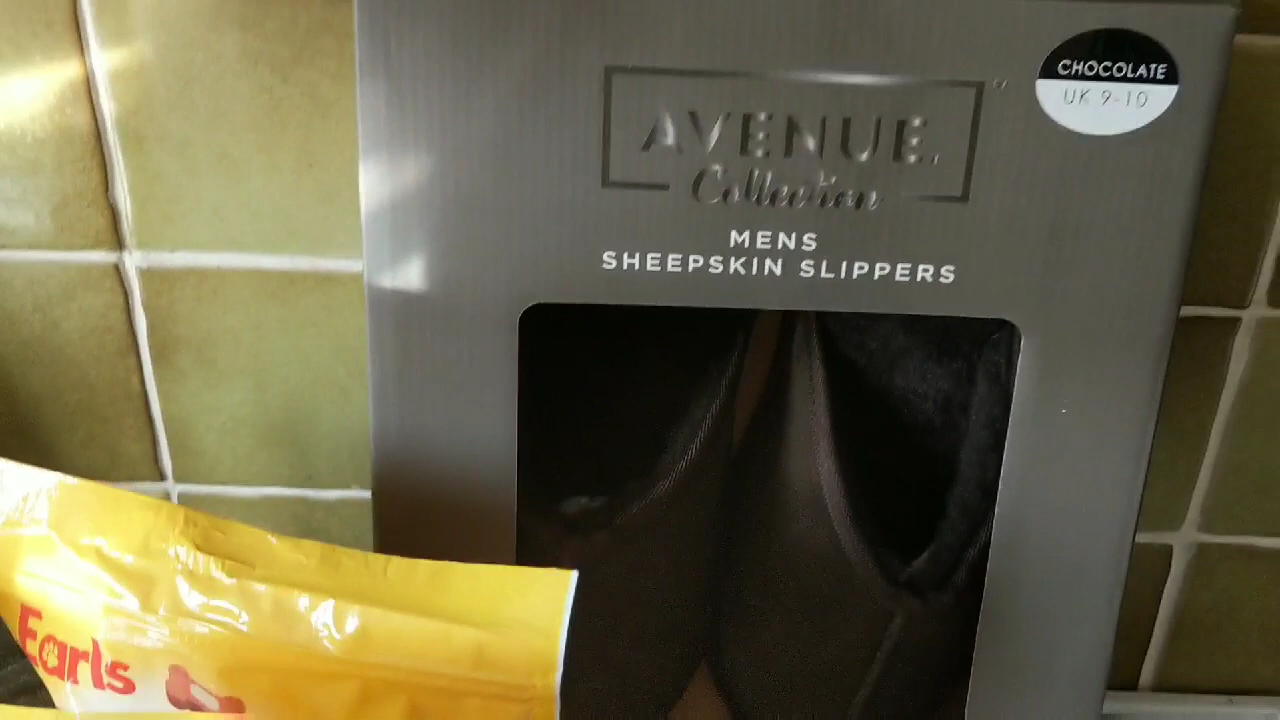 CHOCOLATE
UK 9-10
AVENUE.
Collection
MENS
SHEEPSKIN SLIPPERS
Earls